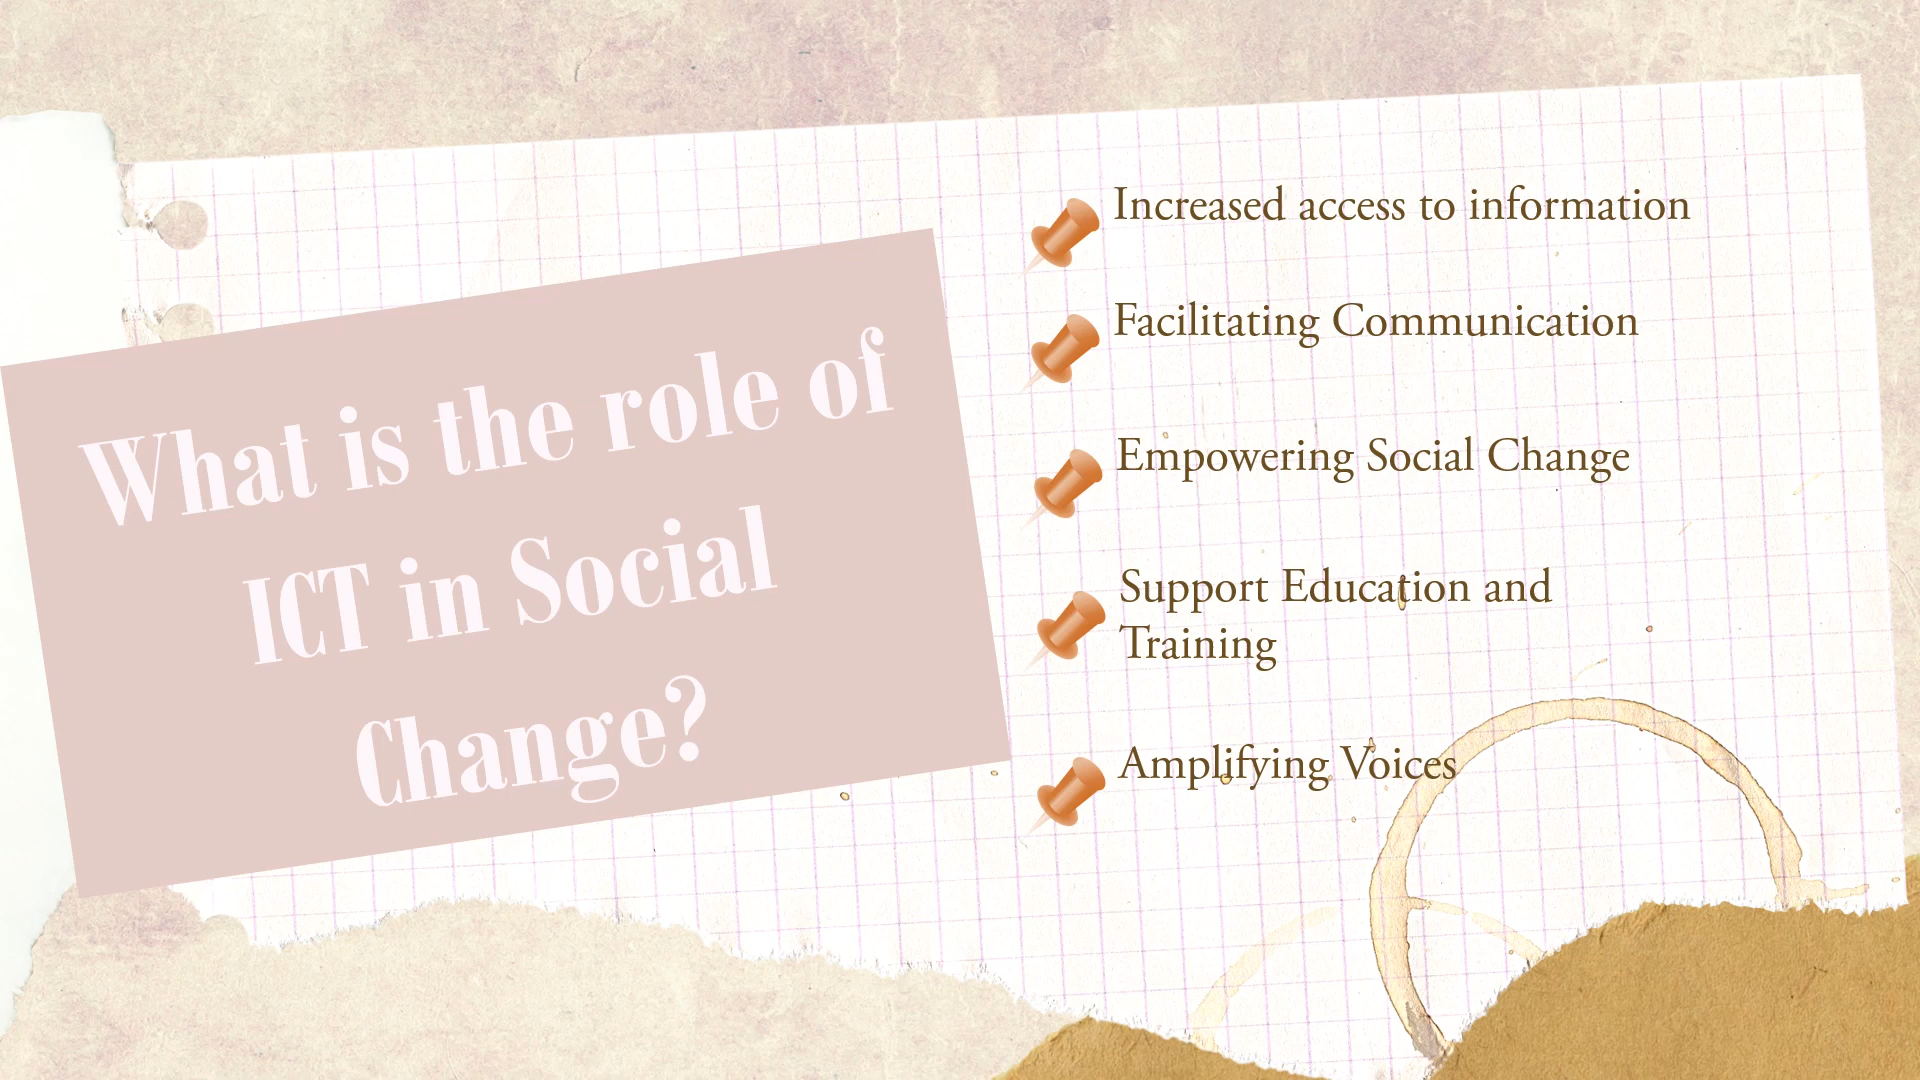 What is the role of
ICT in Social
Change?
Increased access to information
Facilitating Communication
Empowering Social Change
Support Education and
Training
Amplifying Voices